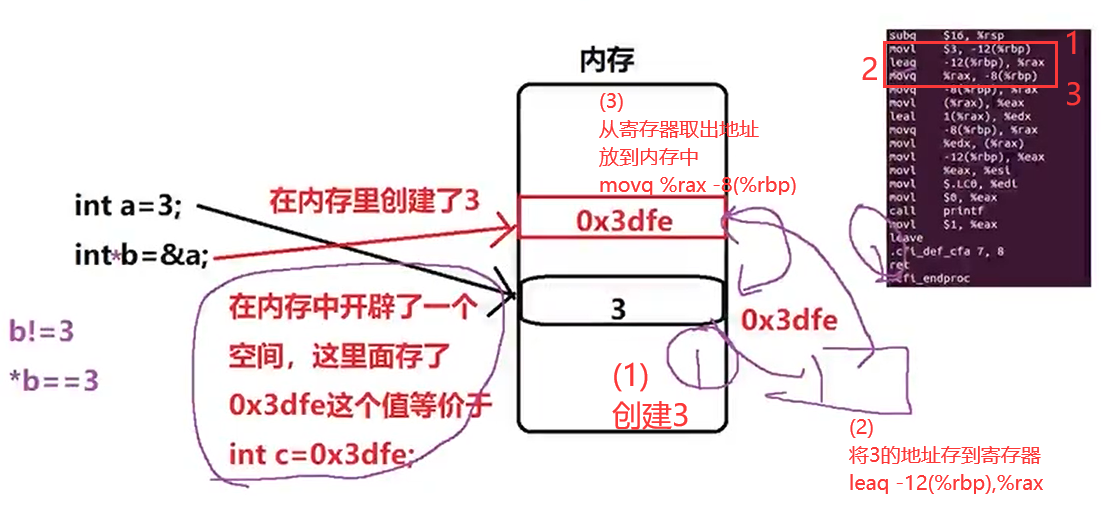 内存
(3)
从寄存器取出地址
放到内存中
movq %rax -8(%rbp)
0x3dfe
3
(1)
创建3
int a=3;
int*b=&a;
在内存里创建了3
在内存中开辟了一个
空间，这里面存了
0x3dfe这个值等价于
int c=0x3dfe;
b!=3
*b==3
0x3dfe
(2)
将3的地址存到寄存器
leaq -12(%rbp),%rax
1
2
3
subq $16, %rsp
movl $3, -12(%rbp)
leaq -12(%rbp), %rax
movq %rax, -8(%rbp)
movq -8(%rbp), %rax
movl (%rax), %eax
leal 1(%rax), %edx
movq -8(%rbp), %rax
movl %edx, (%rax)
movl -12(%rbp), %eax
movl %eax, %esi
movl $.LC0, %edi
movl $0, %eax
call printf
movl $1, %eax
leave
.cfi_def_cfa 7, 8
ret
.cfi_endproc